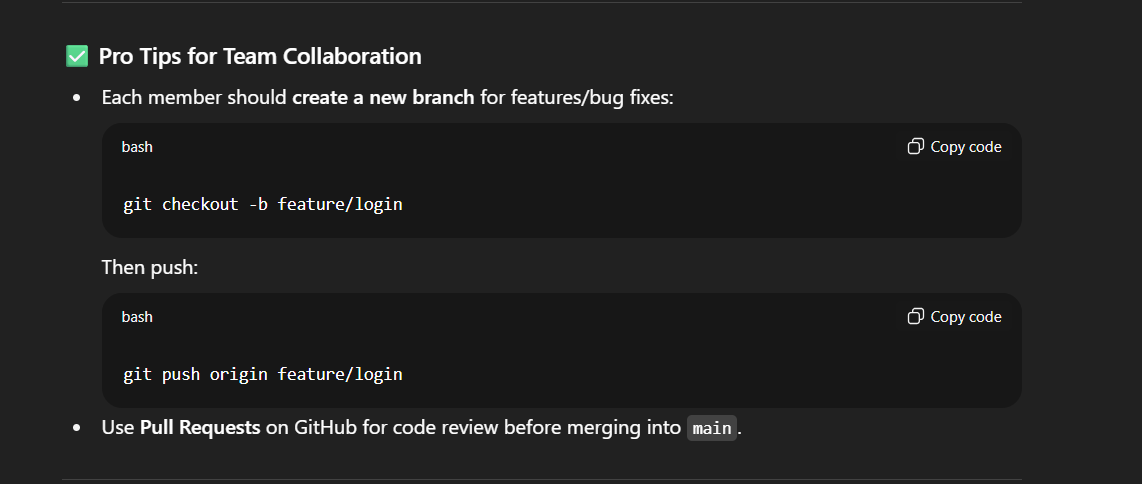 ✅ Pro Tips for Team Collaboration
• Each member should create a new branch for features/bug fixes:
bash Copy code
git checkout -b feature/login
Then push:
bash Copy code
git push origin feature/login
• Use Pull Requests on GitHub for code review before merging into main.